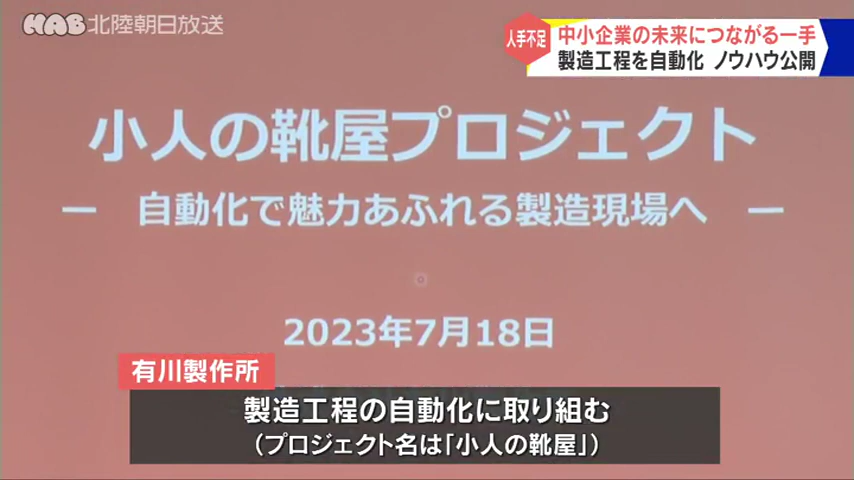 HAB北陸朝日放送
人手不足
中小企業の未来につながる一手
製造工程を自動化 ノウハウ公開
小人の靴屋プロジェクト
ー 自動化で魅力あふれる製造現場へ ー
2023年7月18日
有川製作所
製造工程の自動化に取り組む
(プロジェクト名は「小人の靴屋」)